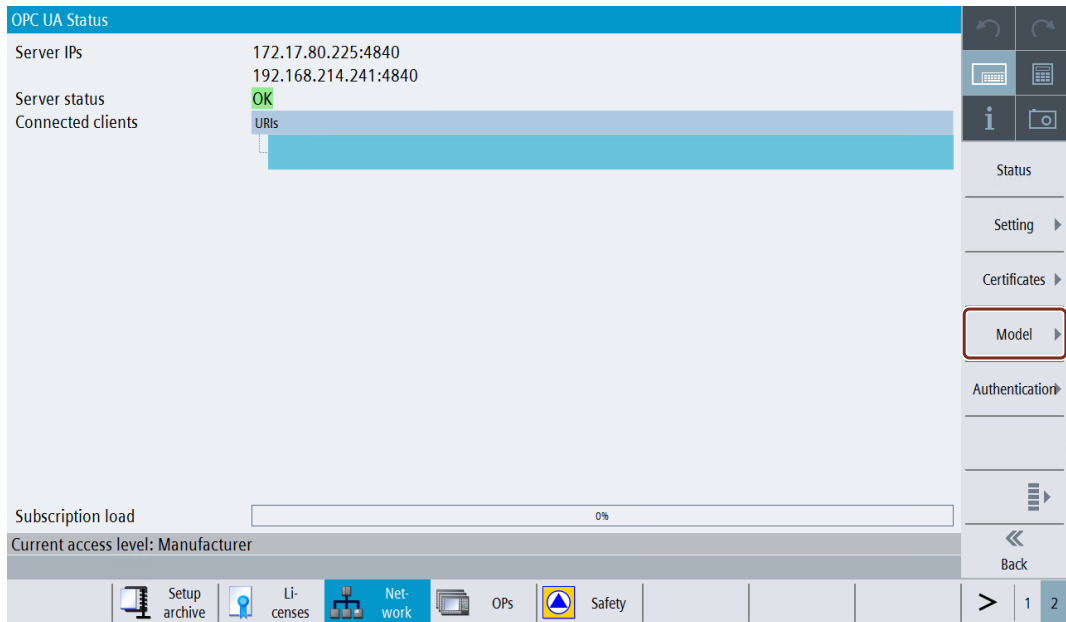 OPC UA Status
Server IPs 172.17.80.225:4840
192.168.214.241:4840
Server status OK
Connected clients URIs
Status
Setting
Certificates
Model
Authentication
Subscription load 0%
Current access level: Manufacturer
Back
Setup
archive
Li-
censes
Net-
work
OPs
Safety
> 1 2